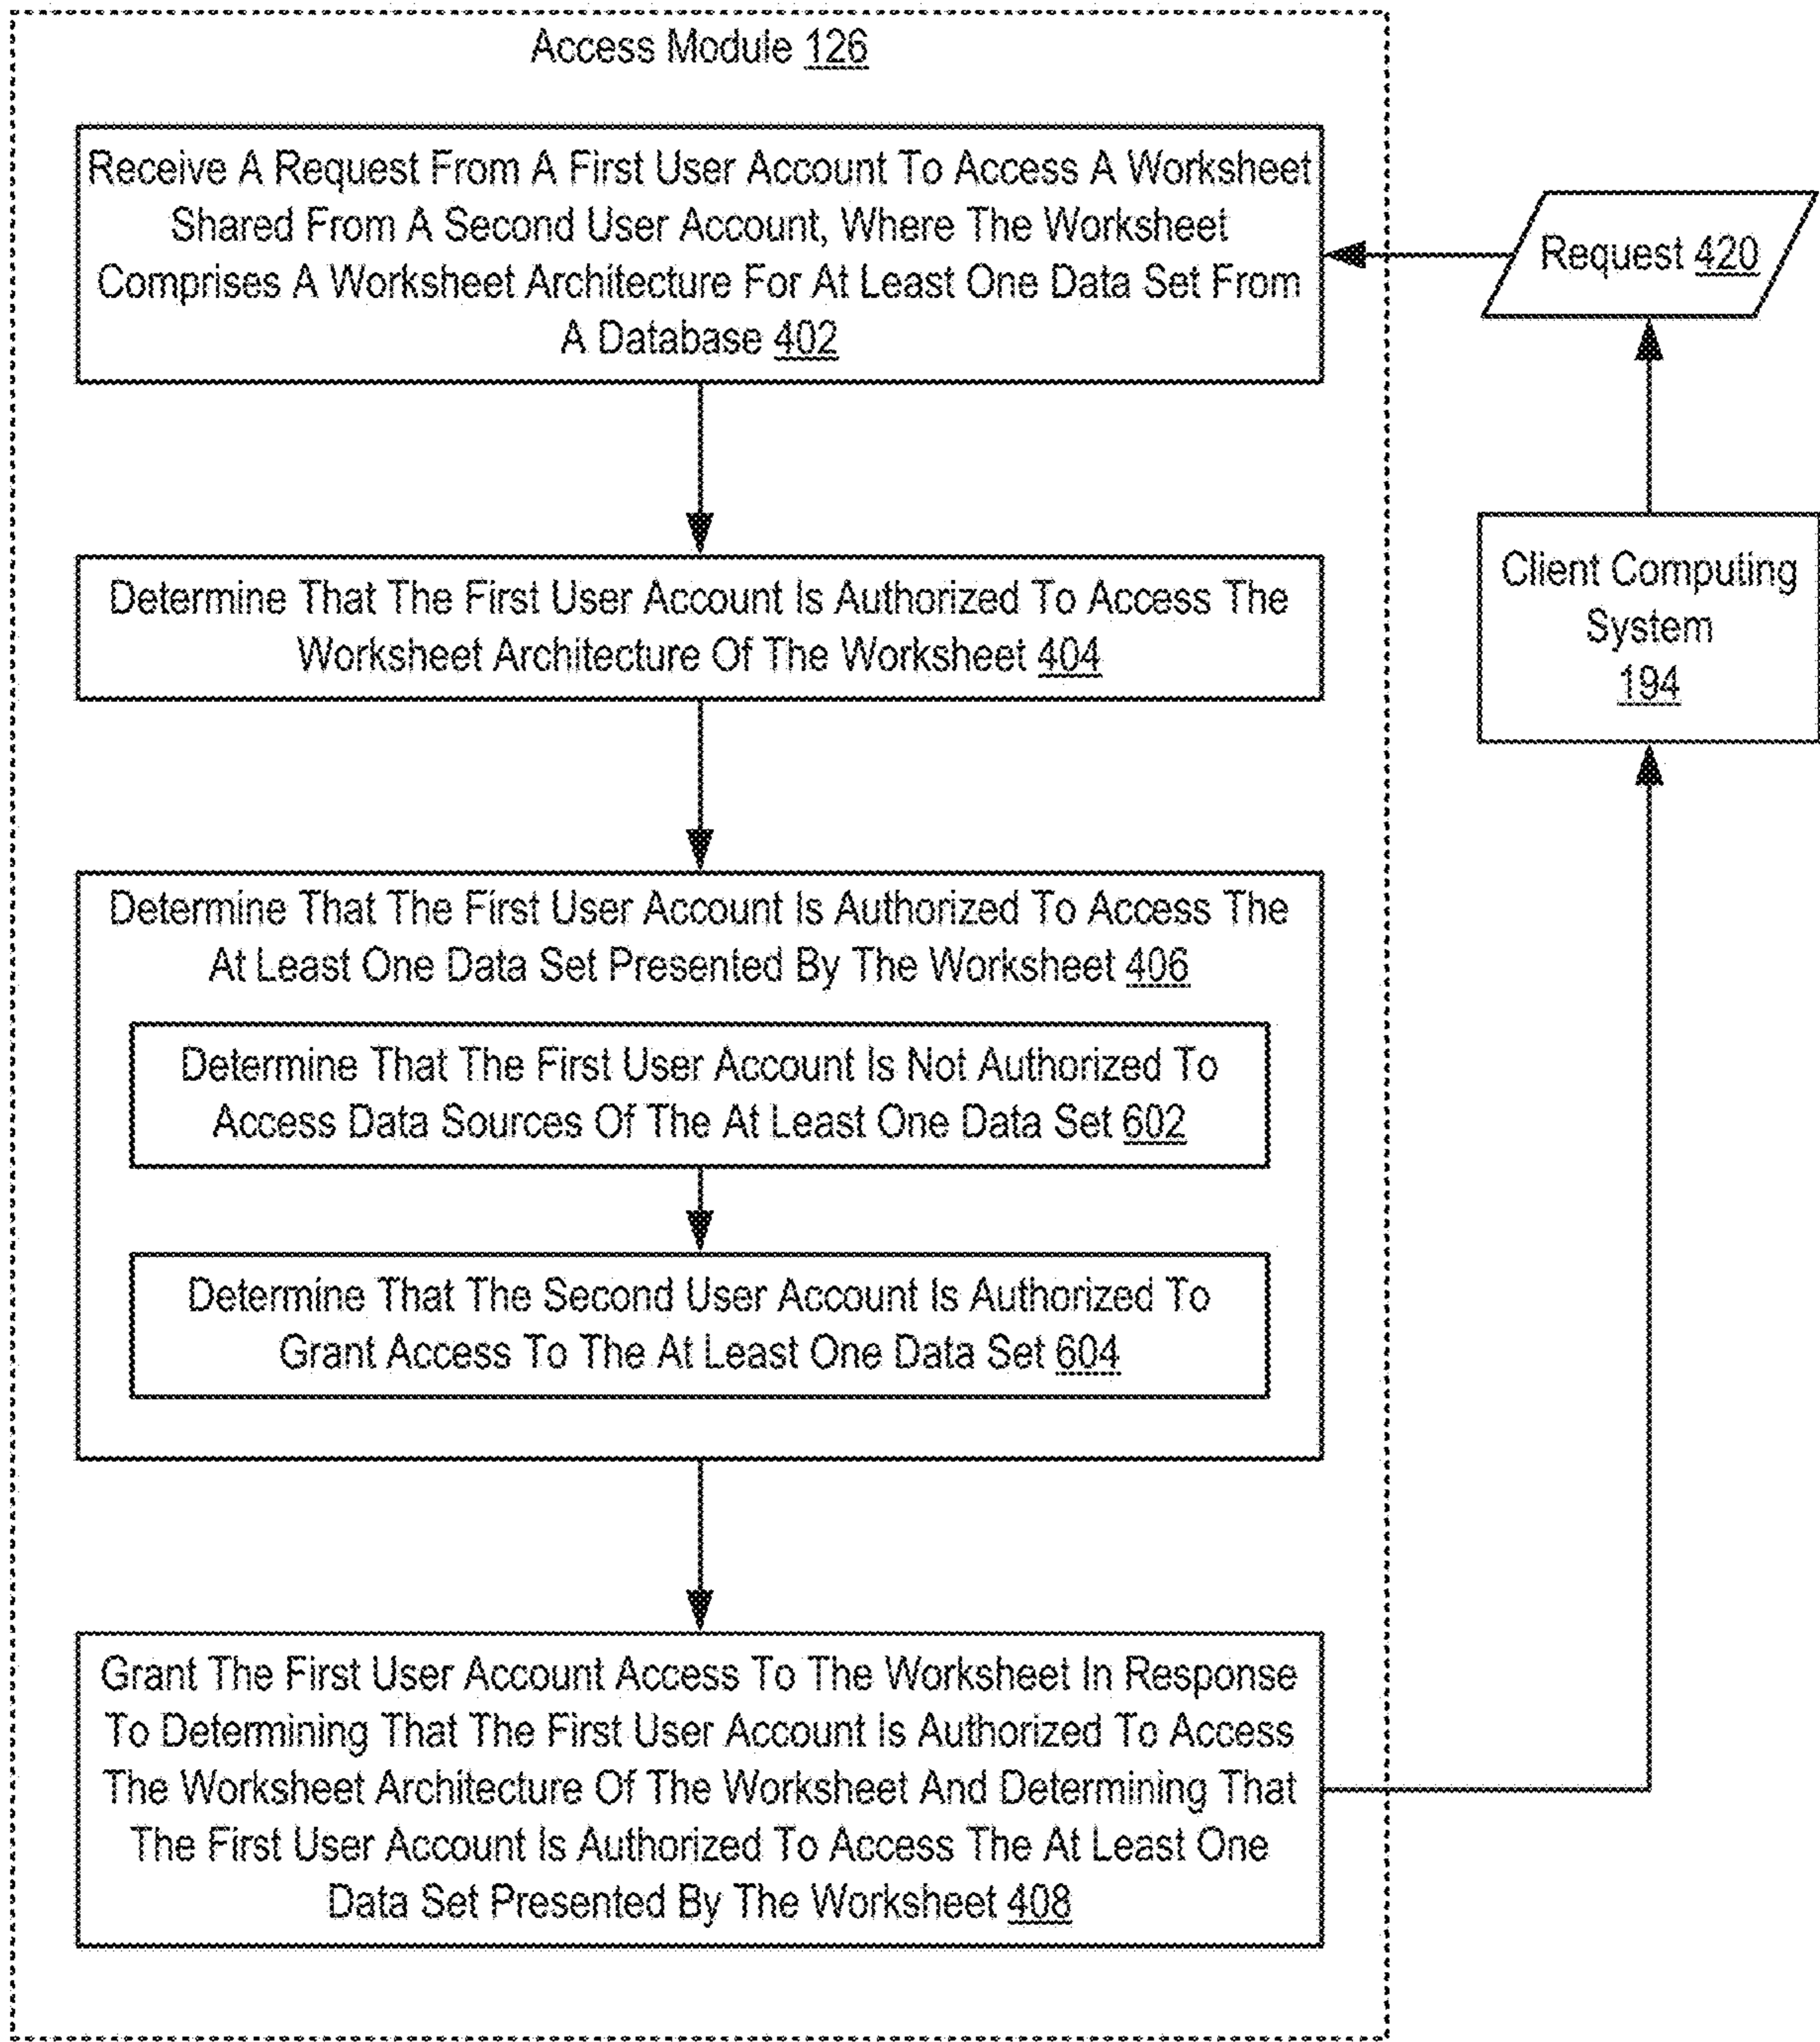 Access Module 126
Receive A Request From A First User Account To Access A Worksheet
Shared From A Second User Account, Where The Worksheet
Comprises A Worksheet Architecture For At Least One Data Set From
A Database 402
Request 420
Client Computing
System
194
Determine That The First User Account Is Authorized To Access The
Worksheet Architecture Of The Worksheet 404
Determine That The First User Account Is Authorized To Access The
At Least One Data Set Presented By The Worksheet 406
Determine That The First User Account Is Not Authorized To
Access Data Sources Of The At Least One Data Set 602
Determine That The Second User Account Is Authorized To
Grant Access To The At Least One Data Set 604
Grant The First User Account Access To The Worksheet In Response
To Determining That The First User Account Is Authorized To Access
The Worksheet Architecture Of The Worksheet And Determining That
The First User Account Is Authorized To Access The At Least One
Data Set Presented By The Worksheet 408